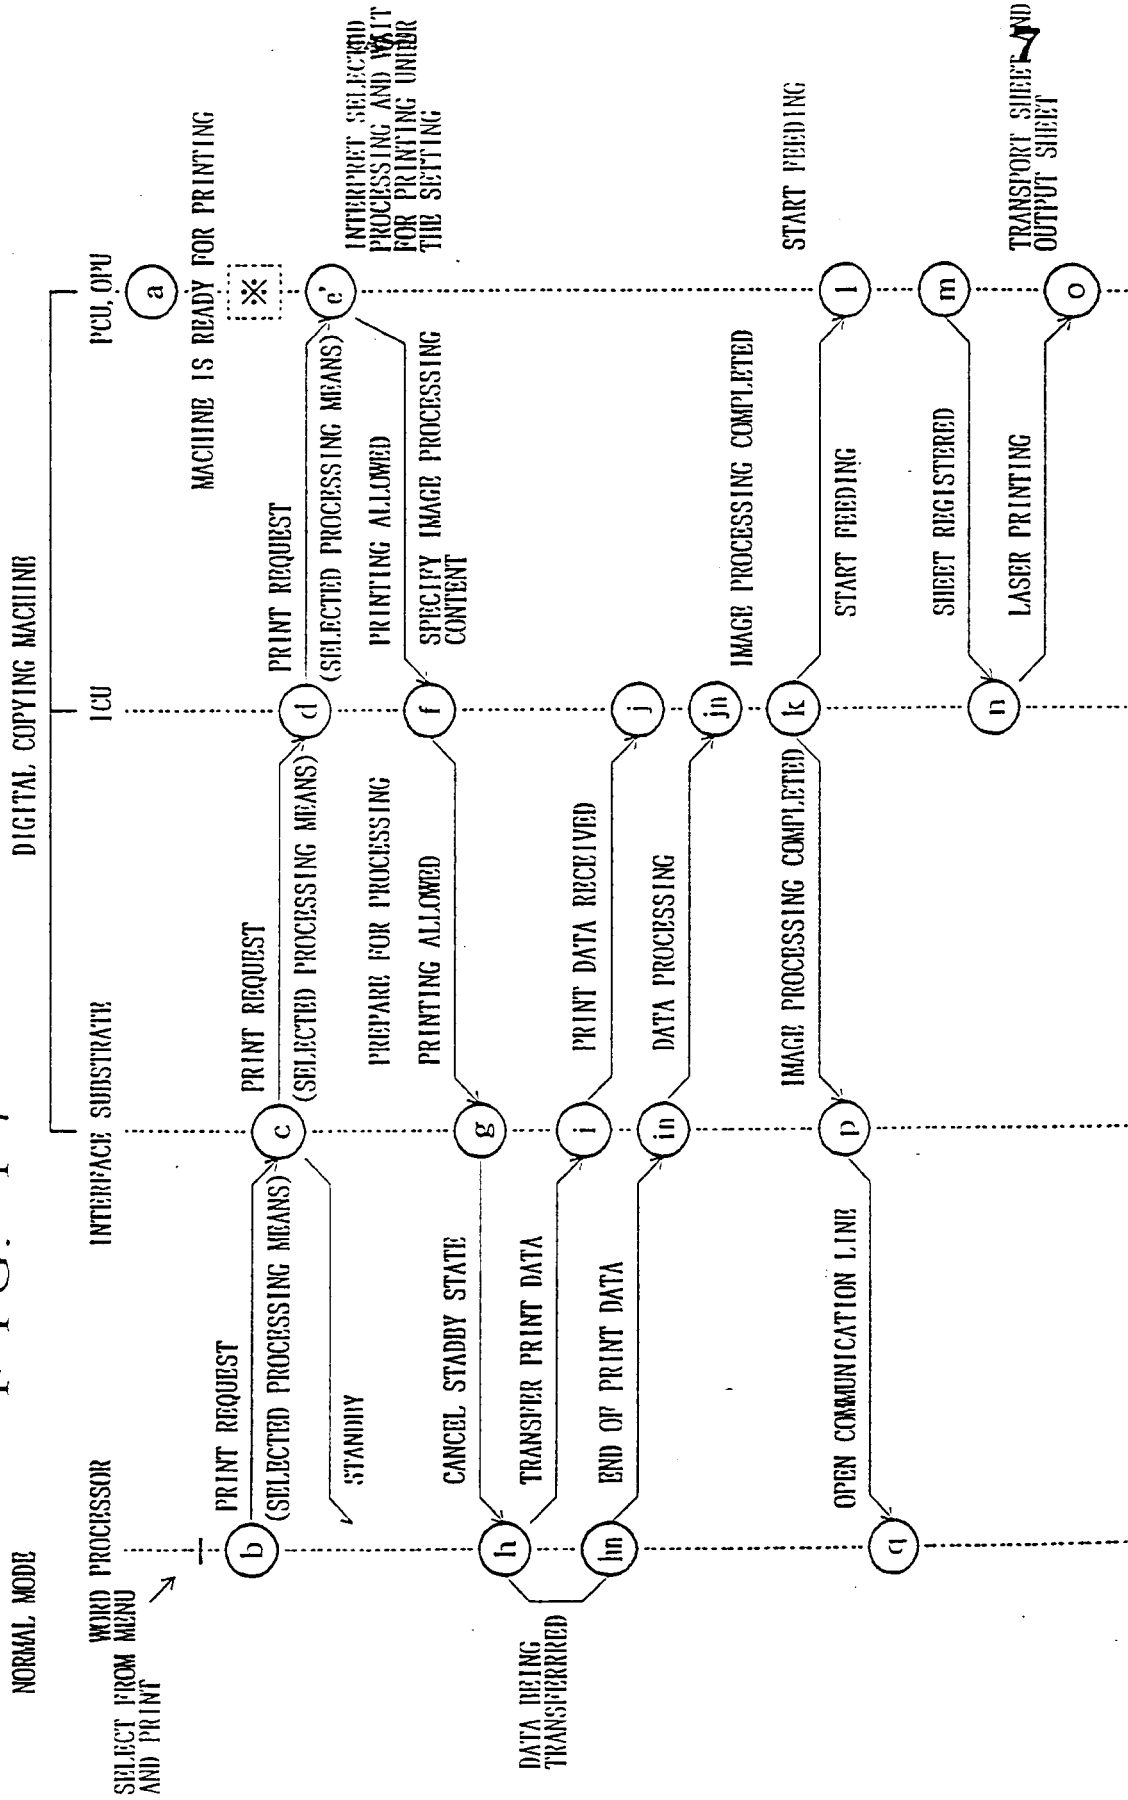 NORMAL MODE
DIGITAL COPYING MACHINE
WORD PROCESSOR
INTERFACE SUBSTRATE
ICU
PCU, OPU
SELECT FROM MENU
AND PRINT
a
MACHINE IS READY FOR PRINTING
※
b
PRINT REQUEST
(SELECTED PROCESSING MEANS)
c
PRINT REQUEST
(SELECTED PROCESSING MEANS)
d
PRINT REQUEST
(SELECTED PROCESSING MEANS)
e'
INTERPRET SELECTED
PROCESSING AND WAIT
FOR PRINTING UNDER
THE SETTING
STANDBY
PREPARE FOR PROCESSING
PRINTING ALLOWED
SPECIFY IMAGE PROCESSING
CONTENT
f
PRINTING ALLOWED
g
CANCEL STADBY STATE
h
TRANSFER PRINT DATA
i
PRINT DATA RECEIVED
j
DATA BEING
TRANSFERRED
hn
END OF PRINT DATA
in
DATA PROCESSING
jn
IMAGE PROCESSING COMPLETED
k
IMAGE PROCESSING COMPLETED
START FEEDING
START FEEDING
l
p
OPEN COMMUNICATION LINE
q
m
SHEET REGISTERED
n
LASER PRINTING
o
TRANSPORT SHEET AND
OUTPUT SHEET
7